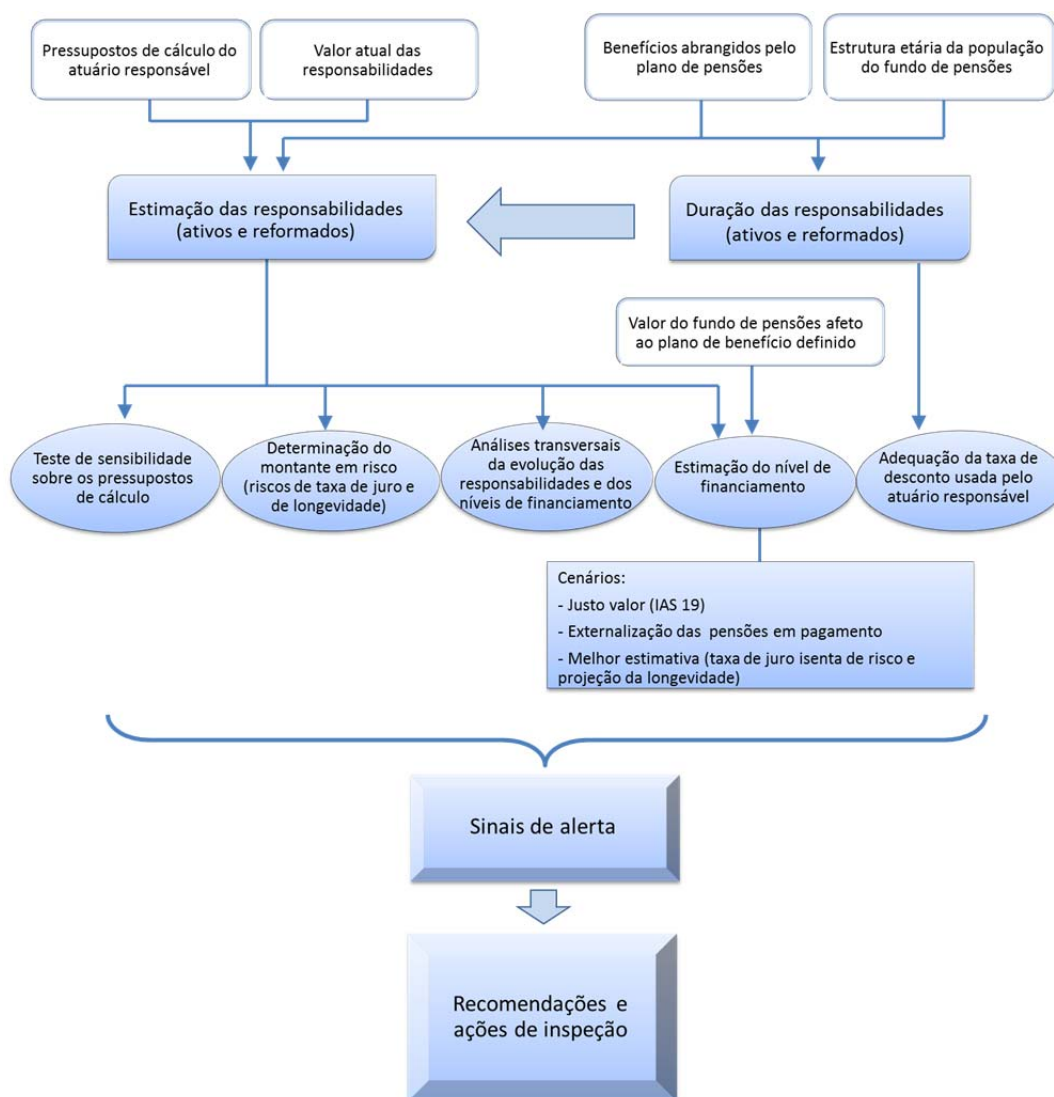 Pressupostos de cálculo do
atuário responsável
Valor atual das
responsabilidades
Benefícios abrangidos pelo
plano de pensões
Estrutura etária da população
do fundo de pensões
Estimação das responsabilidades
(ativos e reformados)
Duração das responsabilidades
(ativos e reformados)
Valor do fundo de pensões afeto
ao plano de benefício definido
Teste de sensibilidade
sobre os pressupostos
de cálculo
Determinação do
montante em risco
(riscos de taxa de juro e
de longevidade)
Análises transversais
da evolução das
responsabilidades e dos
níveis de financiamento
Estimação do nível de
financiamento
Adequação da taxa de
desconto usada pelo
atuário responsável
Cenários:
- Justo valor (IAS 19)
- Externalização das pensões em pagamento
- Melhor estimativa (taxa de juro isenta de risco e
projeção da longevidade)
Sinais de alerta
Recomendações e
ações de inspeção